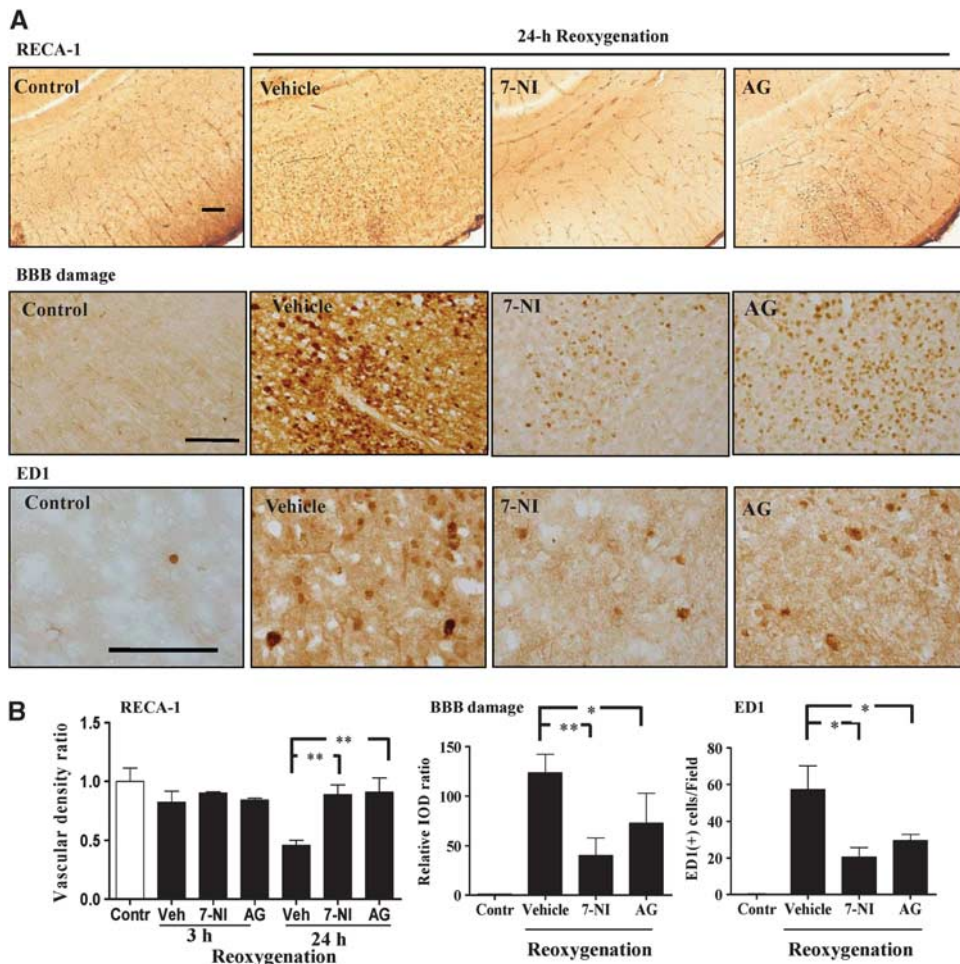 A
RECA-1
24-h Reoxygenation
Control
Vehicle
7-NI
AG
BBB damage
Control
Vehicle
7-NI
AG
ED1
Control
Vehicle
7-NI
AG
B
RECA-1
Vascular density ratio
1.5
1.0
0.5
0.0
**
**
Contr Veh 7-NI AG Veh 7-NI AG
3 h 24 h
Reoxygenation
BBB damage
Relative IOD ratio
150
100
50
0
*
**
Contr Vehicle 7-NI AG
Reoxygenation
ED1
ED1(+) cells/Field
80
60
40
20
0
*
*
Contr Vehicle 7-NI AG
Reoxygenation